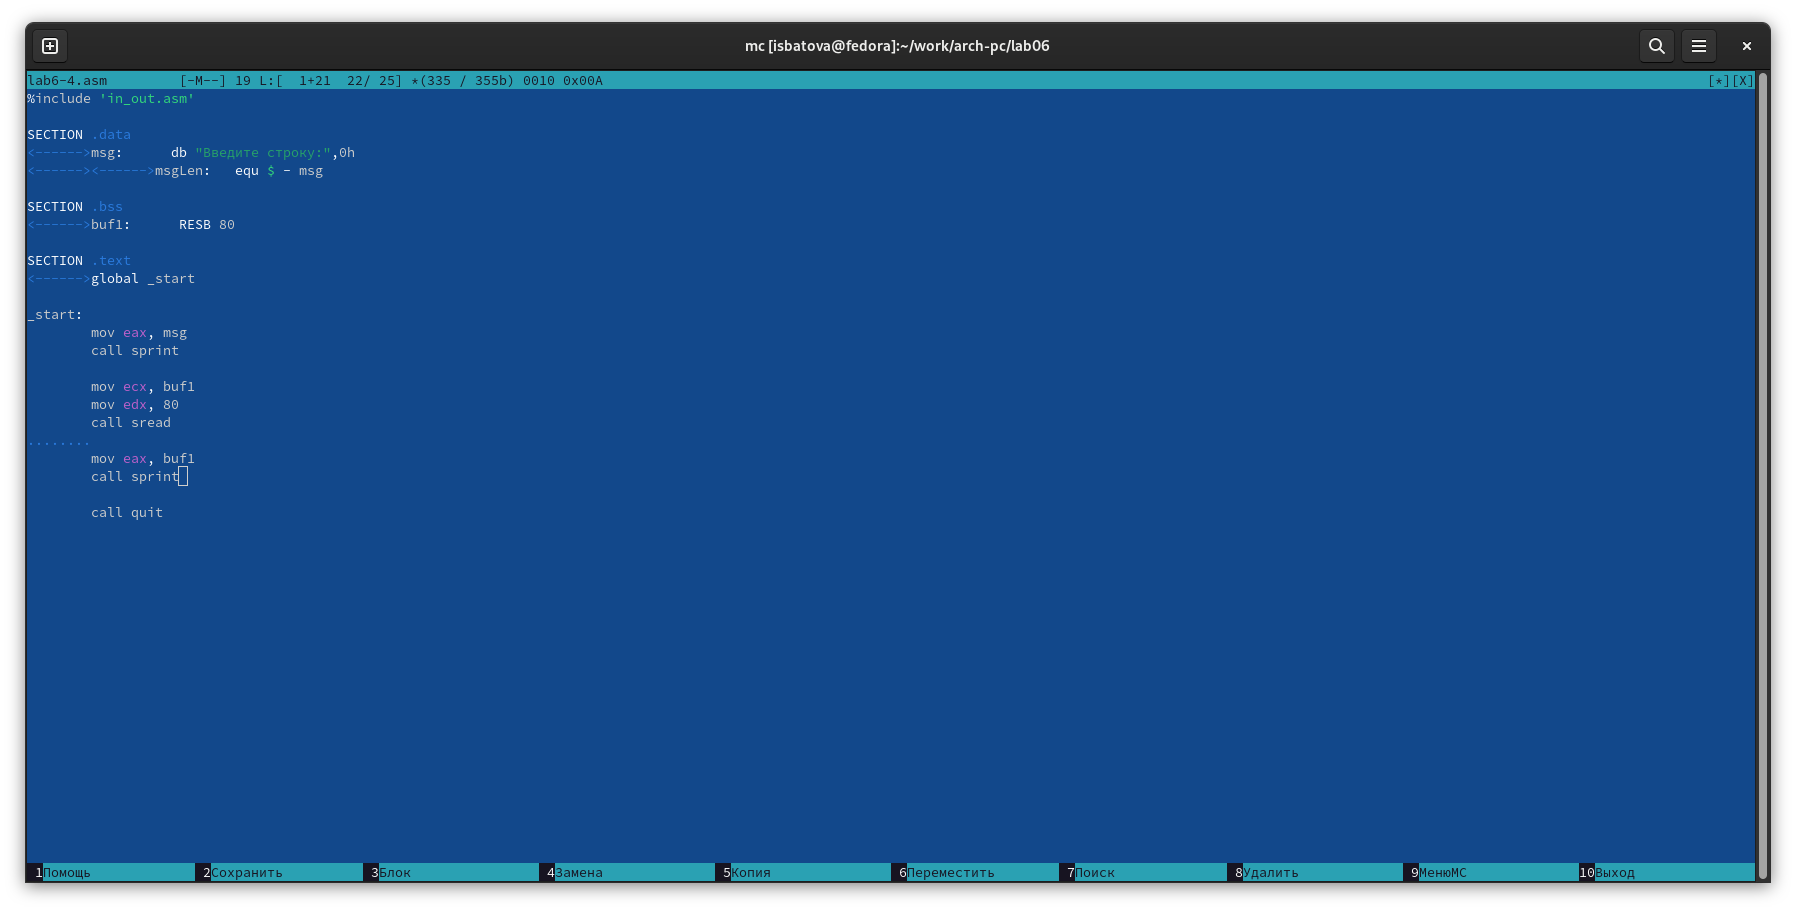 mc [isbatova@fedora]:~/work/arch-pc/lab06
lab6-4.asm [-M--] 19 L:[ 1+21 22/ 25] *(335 / 355b) 0010 0x00A [*][X]
%include 'in_out.asm'
SECTION .data
<------>msg: db "Введите строку:",0h
<------><------>msgLen: equ $ - msg
SECTION .bss
<------>buf1: RESB 80
SECTION .text
<------>global _start
_start:
mov eax, msg
call sprint
mov ecx, buf1
mov edx, 80
call sread
........
mov eax, buf1
call sprint
call quit
1Помощь 2Сохранить 3Блок 4Замена 5Копия 6Переместить 7Поиск 8Удалить 9МенюMC 10Выход